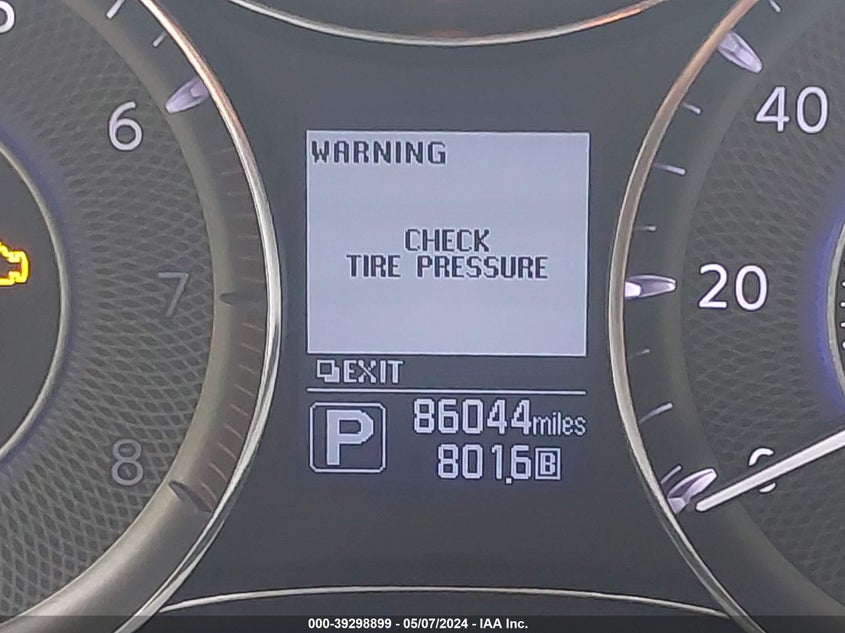 6
7
8
WARNING
CHECK
TIRE PRESSURE
EXIT
P
86044miles
801.6B
40
20
0
000-39298899 - 05/07/2024 - IAA Inc.